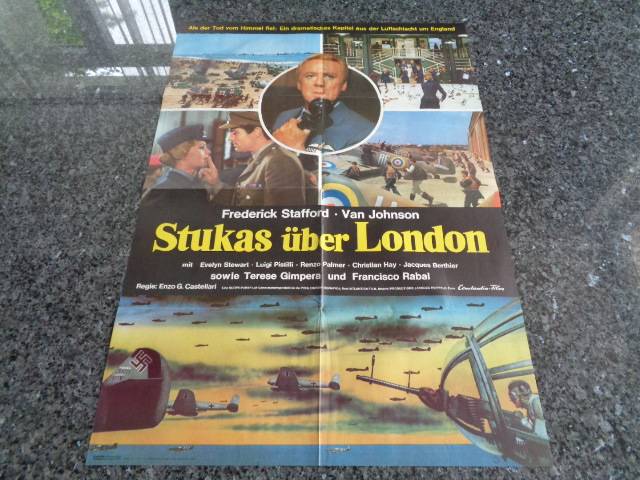 Als der Tod vom Himmel fiel: Ein dramatisches Kapitel aus der Luftschlacht um England
Frederick Stafford · Van Johnson
Stukas über London
mit Evelyn Stewart · Luigi Pistilli · Renzo Palmer · Christian Hay · Jacques Berthier
sowie Terese Gimpera und Francisco Rabal
Regie: Enzo G. Castellari
Constantin-Film